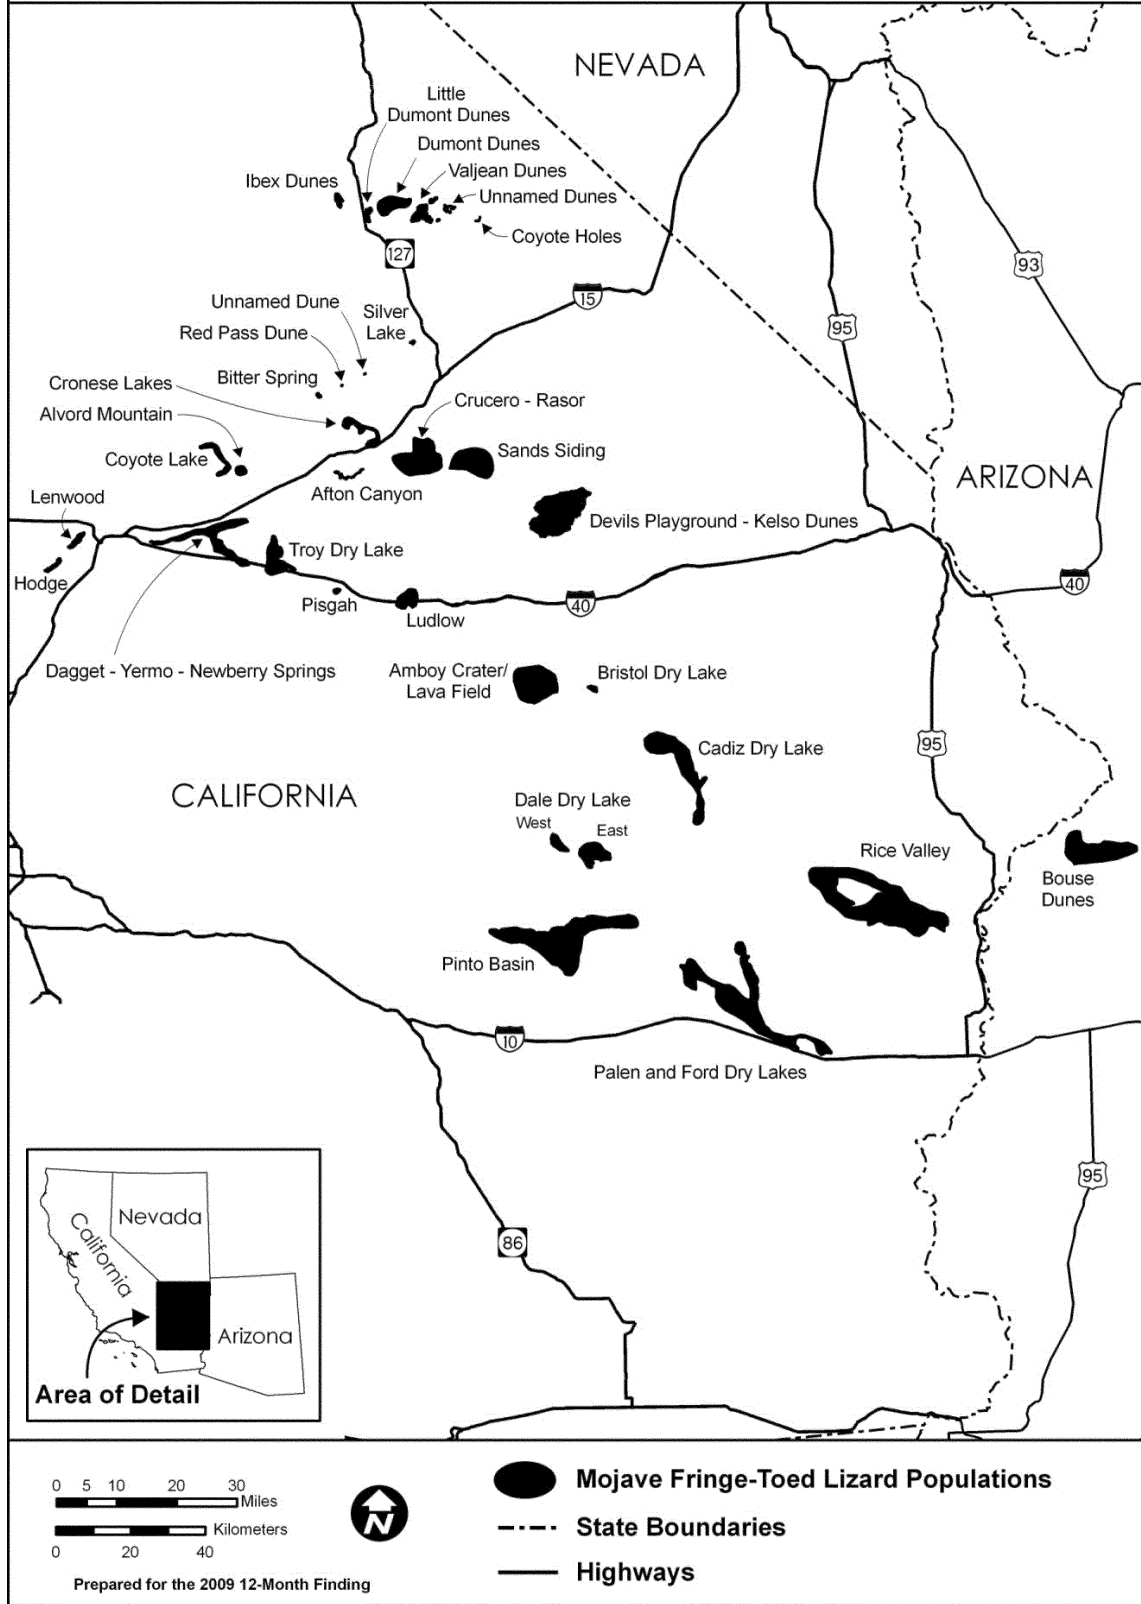 NEVADA
Little
Dumont Dunes
Dumont Dunes
Valjean Dunes
Ibex Dunes
Unnamed Dunes
Coyote Holes
127
93
15
Unnamed Dune
Silver
Lake
95
Red Pass Dune
Bitter Spring
Cronese Lakes
Crucero - Rasor
Alvord Mountain
Coyote Lake
Sands Siding
ARIZONA
Afton Canyon
Lenwood
Devils Playground - Kelso Dunes
Troy Dry Lake
Hodge
40
Pisgah
40
Ludlow
Dagget - Yermo - Newberry Springs
Amboy Crater/
Lava Field
Bristol Dry Lake
95
Cadiz Dry Lake
CALIFORNIA
Dale Dry Lake
West
East
Rice Valley
Bouse
Dunes
Pinto Basin
10
Palen and Ford Dry Lakes
95
86
Nevada
California
Arizona
Area of Detail
0 5 10 20 30
Miles
Kilometers
0 20 40
N
Prepared for the 2009 12-Month Finding
Mojave Fringe-Toed Lizard Populations
State Boundaries
Highways